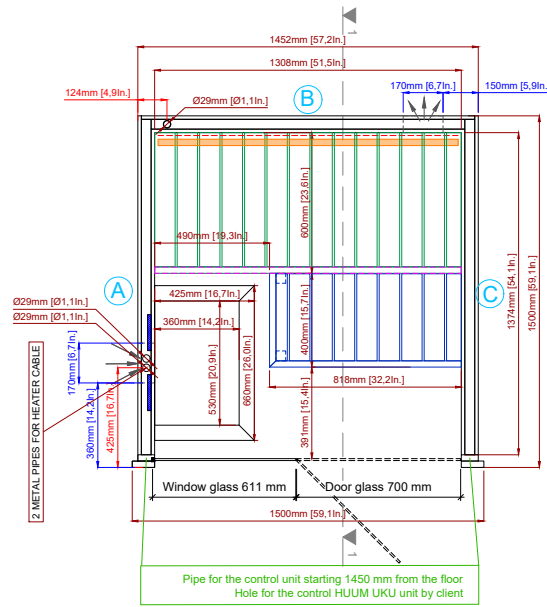 1
1452mm [57,2In.]
1308mm [51,5In.]
124mm [4,9In.]
B
170mm [6,7In.]
150mm [5,9In.]
Ø29mm [Ø1,1In.]
600mm [23,6In.]
490mm [19,3In.]
A
C
1374mm [54,1In.]
1500mm [59,1In.]
Ø29mm [Ø1,1In.]
Ø29mm [Ø1,1In.]
425mm [16,7In.]
360mm [14,2In.]
400mm [15,7In.]
530mm [20,9In.]
660mm [26,0In.]
818mm [32,2In.]
391mm [15,4In.]
170mm [6,7In.]
360mm [14,2In.]
425mm [16,7In.]
2 METAL PIPES FOR HEATER CABLE
Window glass 611 mm
Door glass 700 mm
1500mm [59,1In.]
1
Pipe for the control unit starting 1450 mm from the floor
Hole for the control HUUM UKU unit by client